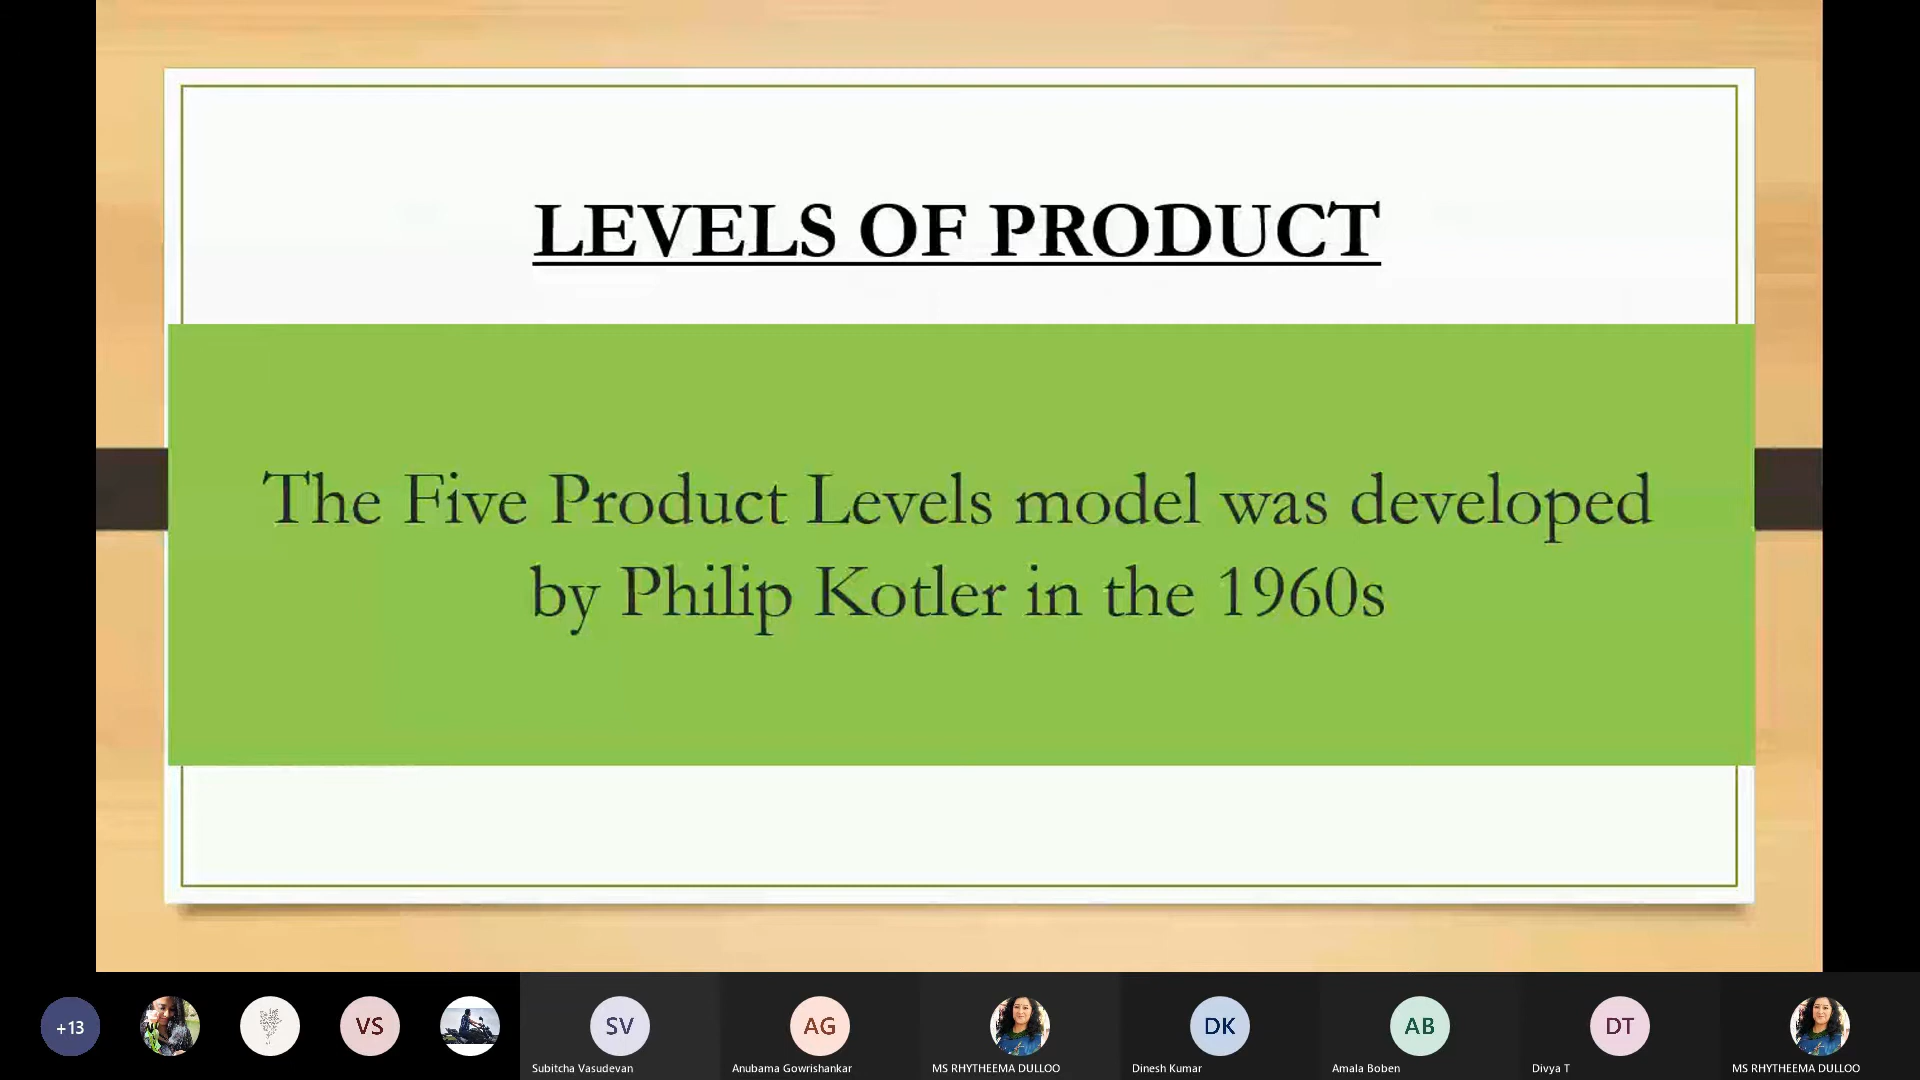 LEVELS OF PRODUCT
The Five Product Levels model was developed
by Philip Kotler in the 1960s
+13
VS
SV
AG
DK
AB
DT
Subitcha Vasudevan
Anubama Gowrishankar
MS RHYTHEEMA DULLOO
Dinesh Kumar
Amala Boben
Divya T
MS RHYTHEEMA DULLOO